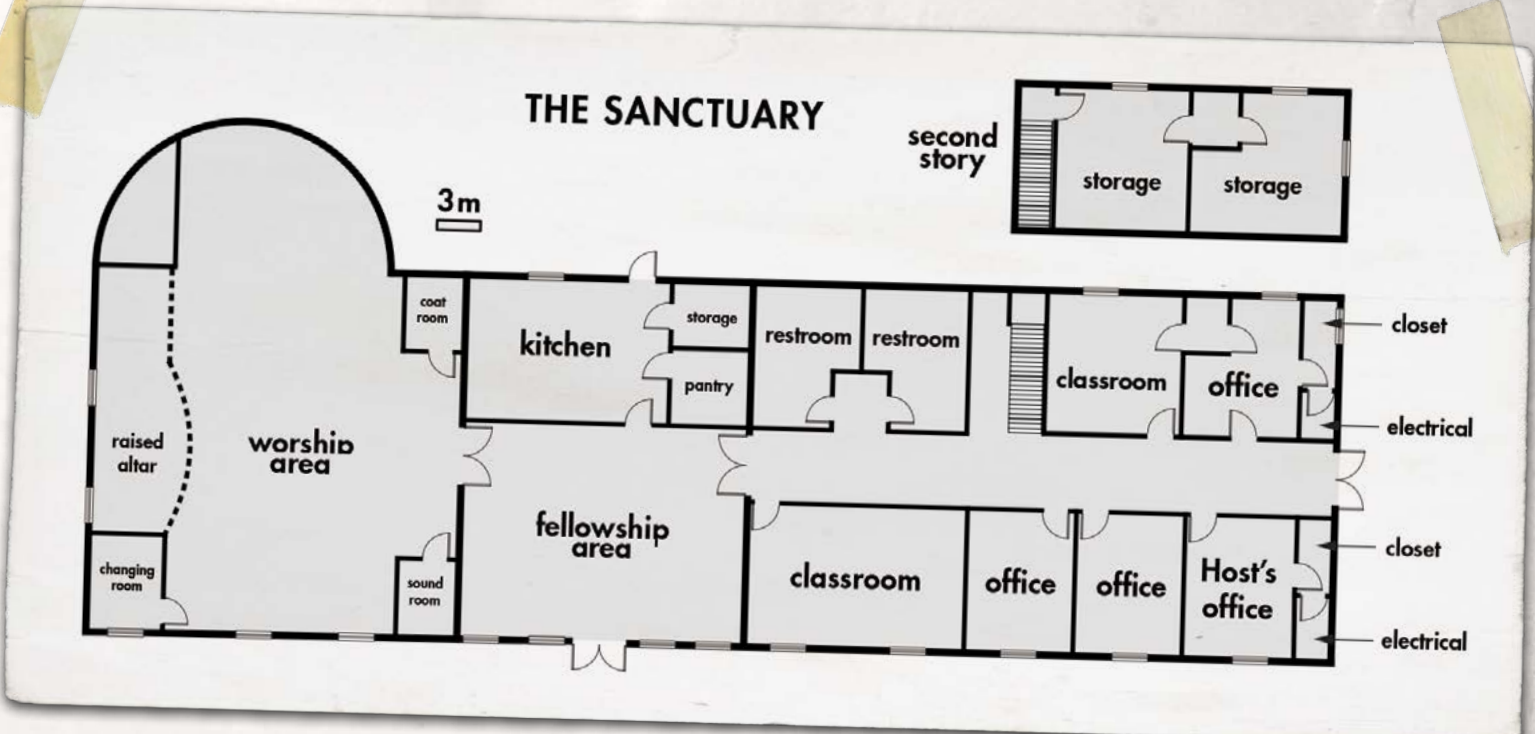 THE SANCTUARY
second
story
storage
storage
3m
coat
room
kitchen
storage
pantry
restroom
restroom
classroom
office
closet
electrical
raised
altar
worship
area
fellowship
area
changing
room
sound
room
classroom
office
office
Host's
office
closet
electrical